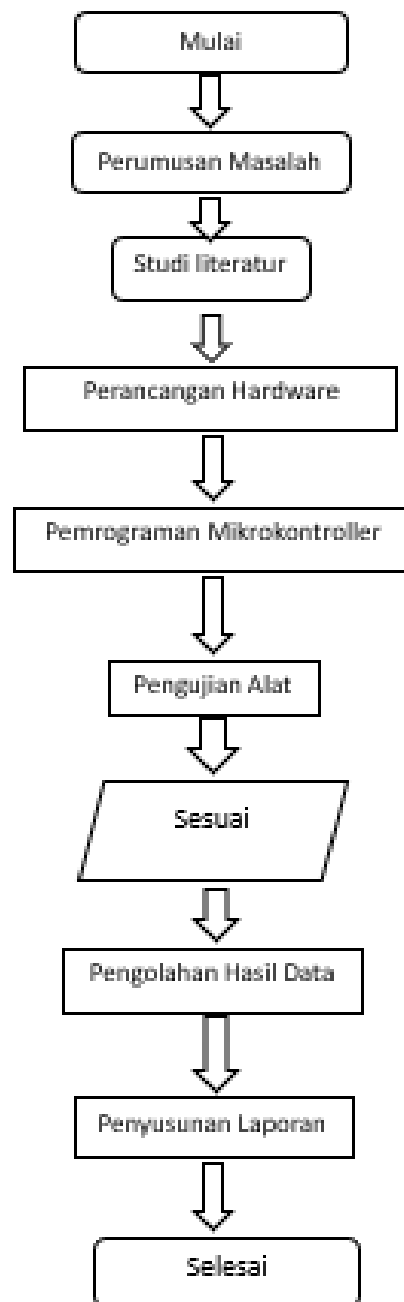 Mulai
Perumusan Masalah
Studi literatur
Perancangan Hardware
Pemrograman Mikrokontroller
Pengujian Alat
Sesuai
Pengolahan Hasil Data
Penyusunan Laporan
Selesai